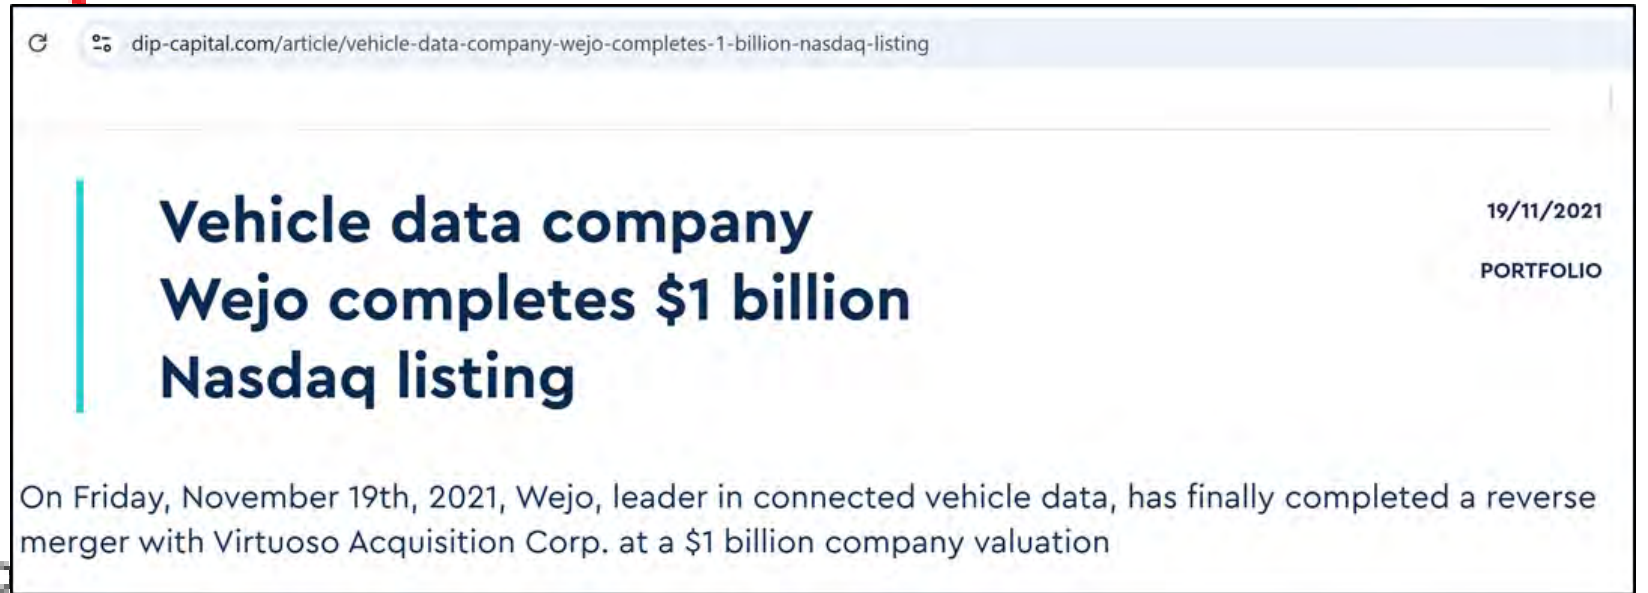 dip-capital.com/article/vehicle-data-company-wejo-completes-1-billion-nasdaq-listing
Vehicle data company
Wejo completes $1 billion
Nasdaq listing
19/11/2021
PORTFOLIO
On Friday, November 19th, 2021, Wejo, leader in connected vehicle data, has finally completed a reverse
merger with Virtuoso Acquisition Corp. at a $1 billion company valuation